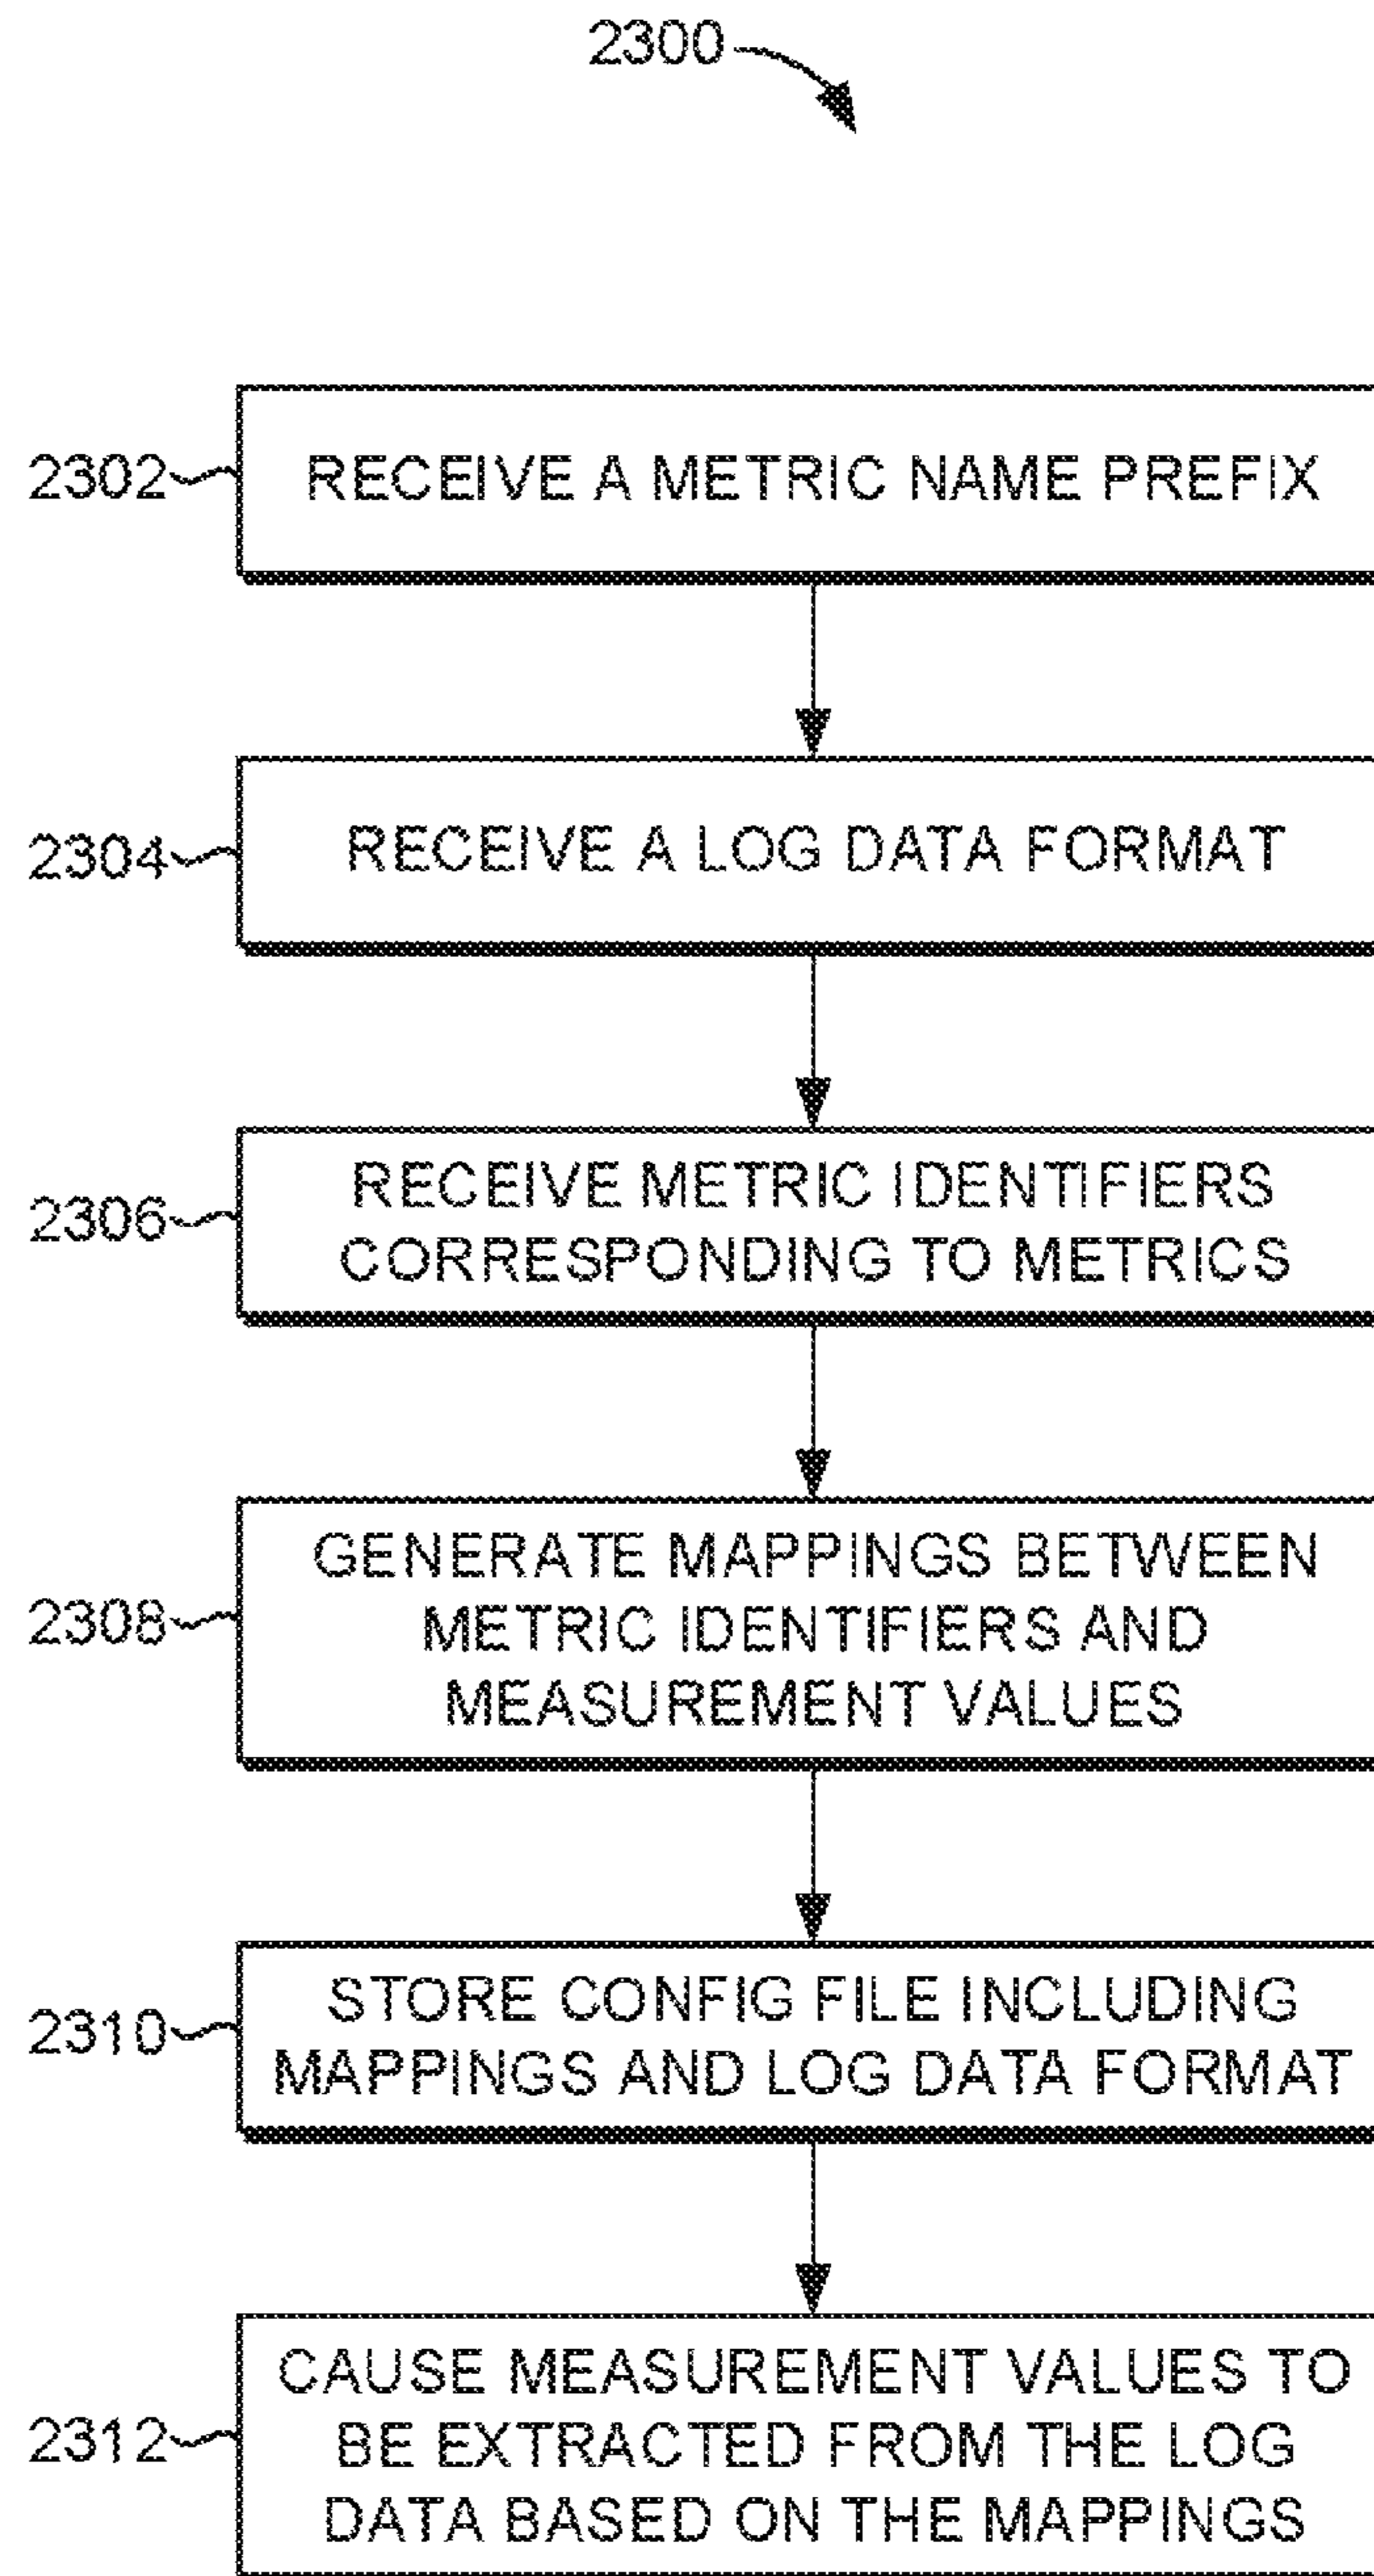 2300
2302 RECEIVE A METRIC NAME PREFIX
2304 RECEIVE A LOG DATA FORMAT
2306
RECEIVE METRIC IDENTIFIERS
CORRESPONDING TO METRICS
2308
GENERATE MAPPINGS BETWEEN
METRIC IDENTIFIERS AND
MEASUREMENT VALUES
2310
STORE CONFIG FILE INCLUDING
MAPPINGS AND LOG DATA FORMAT
2312
CAUSE MEASUREMENT VALUES TO
BE EXTRACTED FROM THE LOG
DATA BASED ON THE MAPPINGS